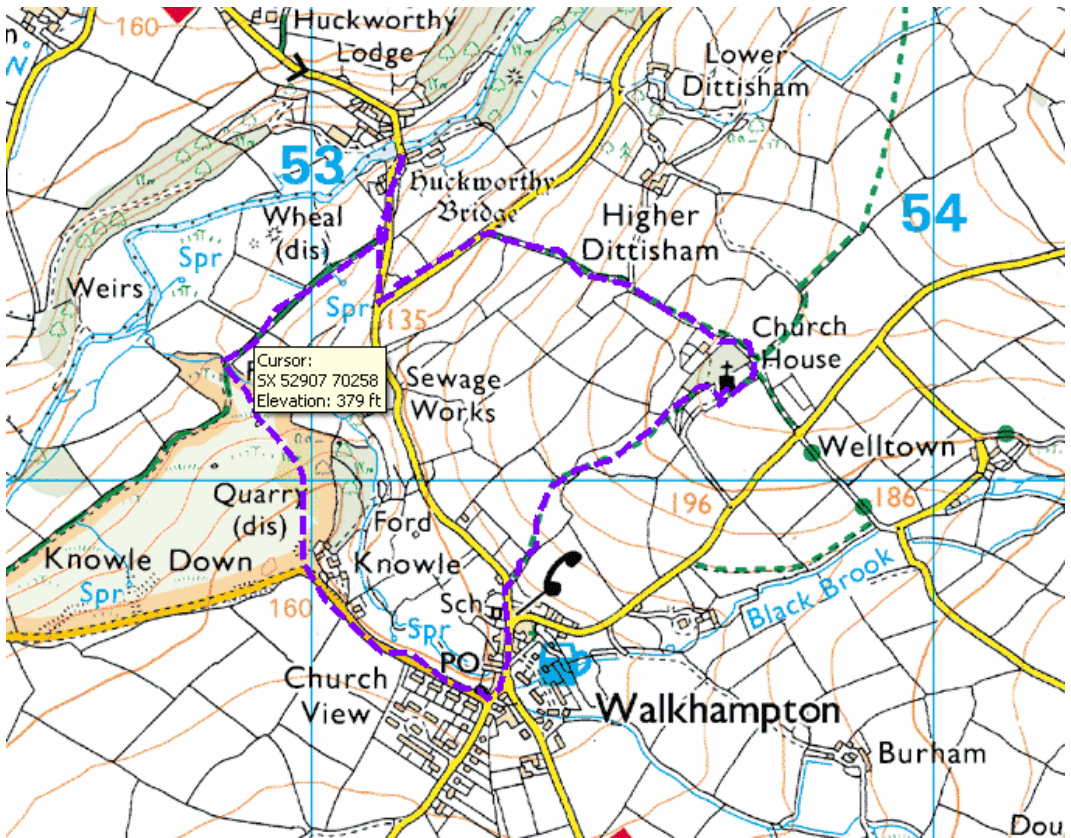 160
Huckworthy
Lodge
Lower
Dittisham
53
Huckworthy
Bridge
54
Wheal
(dis)
Higher
Dittisham
Spr
Weirs
Spr
135
Church
House
Cursor:
SX 52907 70258
Elevation: 379 ft
Sewage
Works
Welltown
Quarry
(dis)
196
186
Ford
Knowle Down
Knowle
Spr
160
Sch
Black Brook
Spr
PO
Church
View
Walkhampton
Burham
Dou